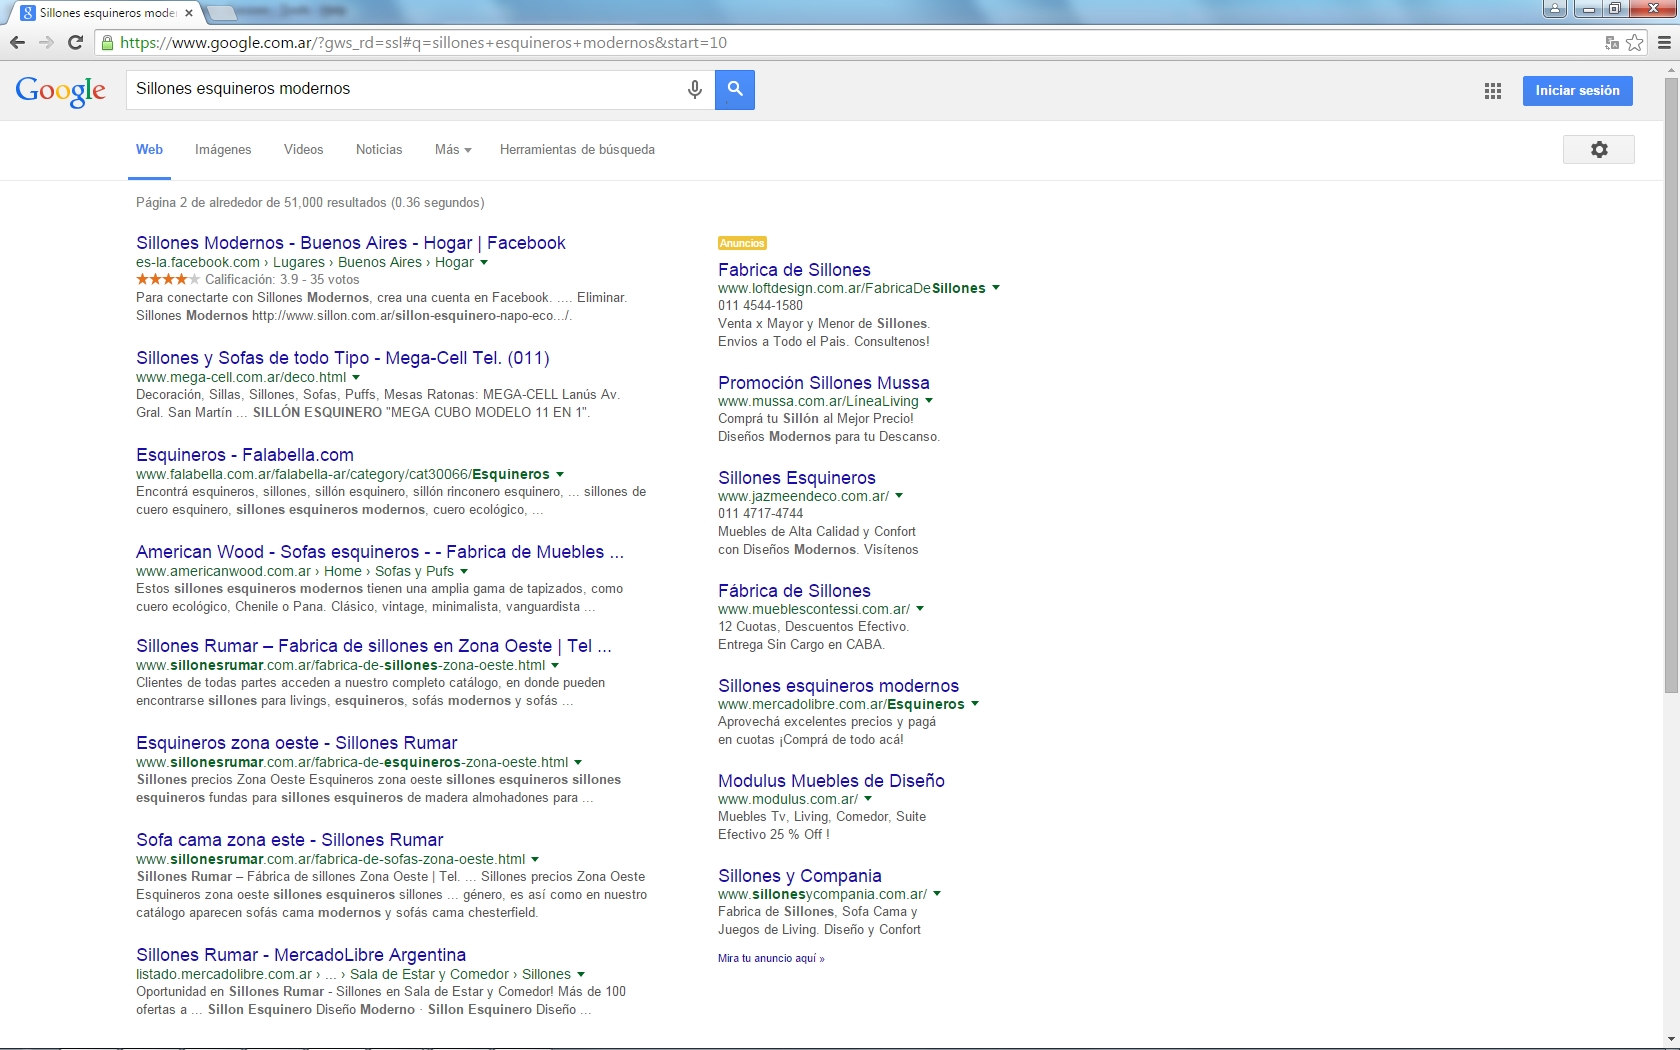 Sillones esquineros mode
https://www.google.com.ar/?gws_rd=ssl#q=sillones+esquineros+modernos&start=10
Google
Sillones esquineros modernos
Iniciar sesión
Web Imágenes Videos Noticias Más Herramientas de búsqueda
Página 2 de alrededor de 51,000 resultados (0.36 segundos)
Sillones Modernos - Buenos Aires - Hogar | Facebook
es-la.facebook.com › Lugares › Buenos Aires › Hogar
Calificación: 3.9 - 35 votos
Para conectarte con Sillones Modernos, crea una cuenta en Facebook. .... Eliminar.
Sillones Modernos http://www.sillon.com.ar/sillon-esquinero-napo-eco.../.
Sillones y Sofas de todo Tipo - Mega-Cell Tel. (011)
www.mega-cell.com.ar/deco.html
Decoración, Sillas, Sillones, Sofas, Puffs, Mesas Ratonas: MEGA-CELL Lanús Av.
Gral. San Martín ... SILLÓN ESQUINERO "MEGA CUBO MODELO 11 EN 1".
Esquineros - Falabella.com
www.falabella.com.ar/falabella-ar/category/cat30066/Esquineros
Encontrá esquineros, sillones, sillón esquinero, sillón rinconero esquinero, ... sillones de
cuero esquinero, sillones esquineros modernos, cuero ecológico, ...
American Wood - Sofas esquineros - - Fabrica de Muebles ...
www.americanwood.com.ar › Home › Sofas y Pufs
Estos sillones esquineros modernos tienen una amplia gama de tapizados, como
cuero ecológico, Chenile o Pana. Clásico, vintage, minimalista, vanguardista ...
Sillones Rumar – Fabrica de sillones en Zona Oeste | Tel ...
www.sillonesrumar.com.ar/fabrica-de-sillones-zona-oeste.html
Clientes de todas partes acceden a nuestro completo catálogo, en donde pueden
encontrarse sillones para livings, esquineros, sofás modernos y sofás ...
Esquineros zona oeste - Sillones Rumar
www.sillonesrumar.com.ar/fabrica-de-esquineros-zona-oeste.html
Sillones precios Zona Oeste Esquineros zona oeste sillones esquineros sillones
esquineros fundas para sillones esquineros de madera almohadones para ...
Sofa cama zona este - Sillones Rumar
www.sillonesrumar.com.ar/fabrica-de-sofas-zona-oeste.html
Sillones Rumar – Fábrica de sillones Zona Oeste | Tel. ... Sillones precios Zona Oeste
Esquineros zona oeste sillones esquineros sillones ... género, es así como en nuestro
catálogo aparecen sofás cama modernos y sofás cama chesterfield.
Sillones Rumar - MercadoLibre Argentina
listado.mercadolibre.com.ar › ... › Sala de Estar y Comedor › Sillones
Oportunidad en Sillones Rumar - Sillones en Sala de Estar y Comedor! Más de 100
ofertas a ... Sillon Esquinero Diseño Moderno · Sillon Esquinero Diseño ...
Anuncios
Fabrica de Sillones
www.loftdesign.com.ar/FabricaDeSillones
011 4544-1580
Venta x Mayor y Menor de Sillones.
Envios a Todo el Pais. Consultenos!
Promoción Sillones Mussa
www.mussa.com.ar/LíneaLiving
Comprá tu Sillón al Mejor Precio!
Diseños Modernos para tu Descanso.
Sillones Esquineros
www.jazmeendeco.com.ar/
011 4717-4744
Muebles de Alta Calidad y Confort
con Diseños Modernos. Visítenos
Fábrica de Sillones
www.mueblescontessi.com.ar/
12 Cuotas, Descuentos Efectivo.
Entrega Sin Cargo en CABA.
Sillones esquineros modernos
www.mercadolibre.com.ar/Esquineros
Aprovechá excelentes precios y pagá
en cuotas ¡Comprá de todo acá!
Modulus Muebles de Diseño
www.modulus.com.ar/
Muebles Tv, Living, Comedor, Suite
Efectivo 25 % Off !
Sillones y Compania
www.sillonesycompania.com.ar/
Fabrica de Sillones, Sofa Cama y
Juegos de Living. Diseño y Confort
Mira tu anuncio aquí »